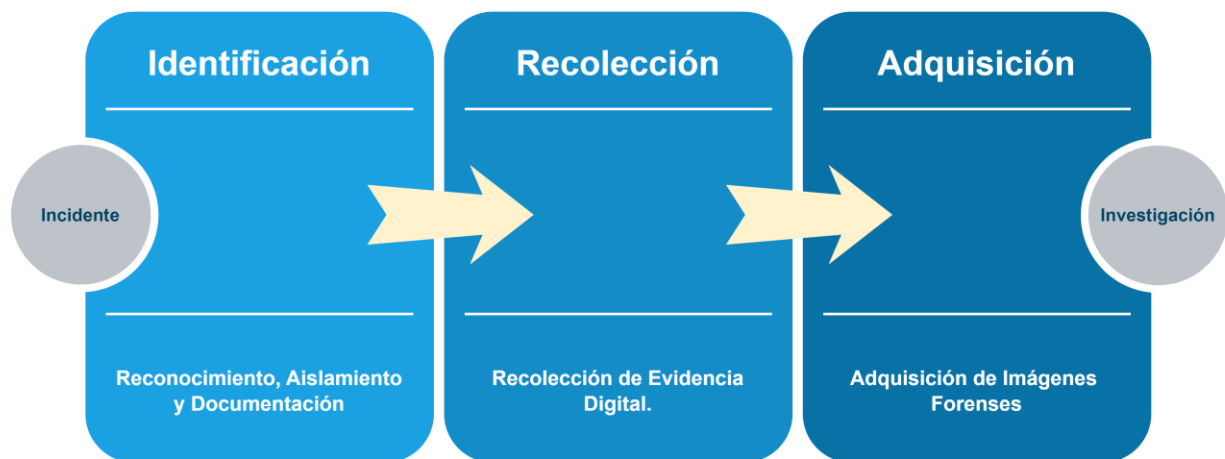 Identificación
Recolección
Adquisición
Incidente
Investigación
Reconocimiento, Aislamiento
y Documentación
Recolección de Evidencia
Digital.
Adquisición de Imágenes
Forenses